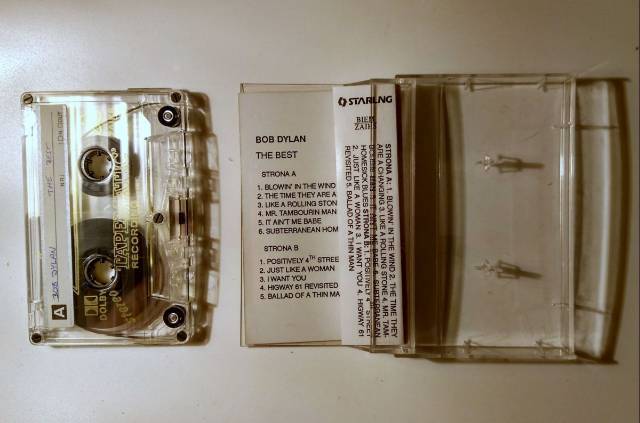 BOB DYLAN THE BEST
A
TAPE
RECORDING
DOLBY
BOB DYLAN
THE BEST
STRONA A
1. BLOWIN' IN THE WIND
2. THE TIME THEY ARE A
3. LIKE A ROLLING STON
4. MR. TAMBOURIN MAN
5. IT AIN'T ME BABE
6. SUBTERRANEAN HOM
STRONA B
1. POSITIVELY 4TH STREE
2. JUST LIKE A WOMAN
3. I WANT YOU
4. HIGWAY 61 REVISITED
5. BALLAD OF A THIN MA
STARLING
BIEM
ZAIKS
STRONA A: 1. BLOWIN' IN THE WIND 2. THE TIME THEY
ARE A CHANGING 3. LIKE A ROLLING STONE 4. MR. TAM-
BOURINE MAN 5. IT AIN'T ME BABE 6. SUBTERRANEAN
HOMESICK BLUES STRONA B: 1. POSITIVELY 4TH STREET
2. JUST LIKE A WOMAN 3. I WANT YOU 4. HIGWAY 61
REVISITED 5. BALLAD OF A THIN MAN